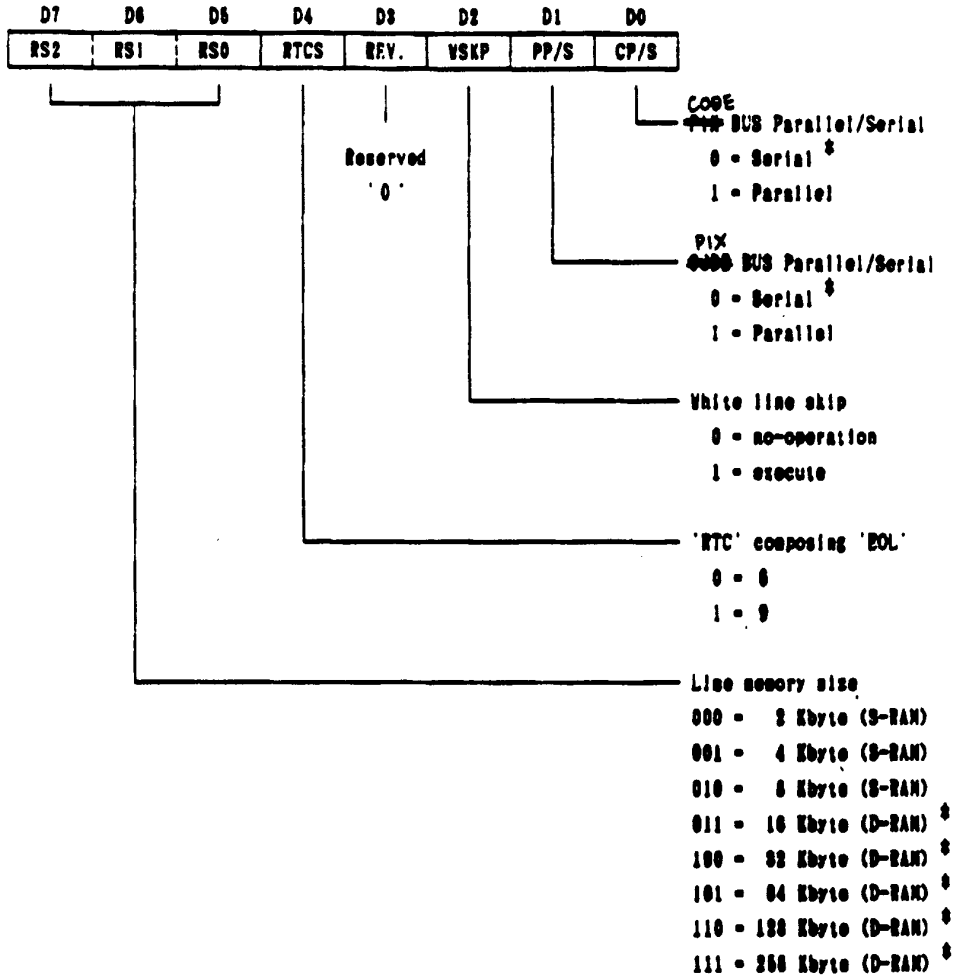 D7 D6 D5 D4 D3 D2 D1 D0
RS2 RS1 RS0 RTCS REV. WSKP PP/S CP/S
CODE
BUS Parallel/Serial
0 = Serial *
1 = Parallel
Reserved
'0'
PIX
BUS Parallel/Serial
0 = Serial *
1 = Parallel
White line skip
0 = no-operation
1 = execute
'RTC' composing 'EOL'
0 = 6
1 = 9
Line memory size
000 = 2 Kbyte (S-RAM)
001 = 4 Kbyte (S-RAM)
010 = 8 Kbyte (S-RAM)
011 = 16 Kbyte (D-RAM) *
100 = 32 Kbyte (D-RAM) *
101 = 64 Kbyte (D-RAM) *
110 = 128 Kbyte (D-RAM) *
111 = 256 Kbyte (D-RAM) *